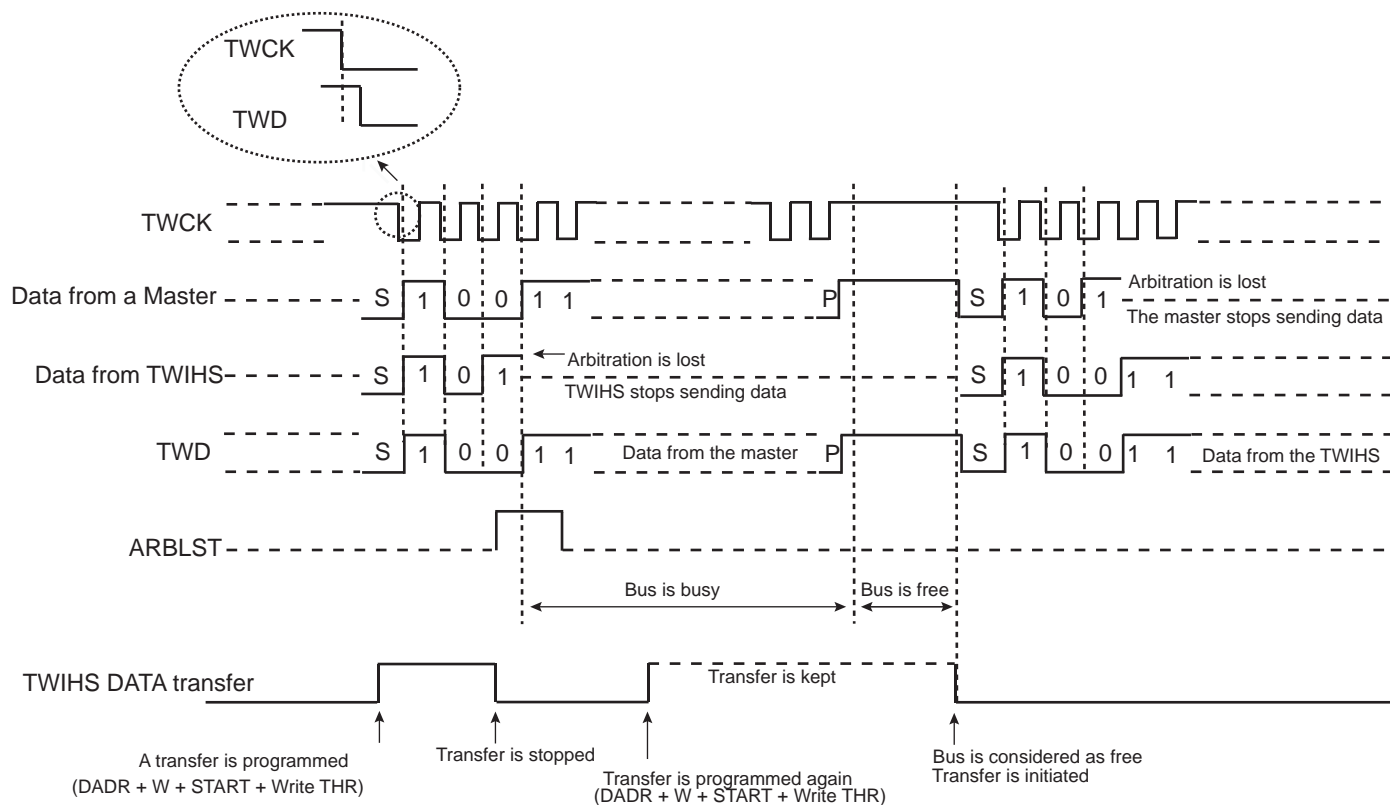 TWCK
TWD
TWCK
Data from a Master
S 1 0 0 1 1
P
S 1 0 1
Arbitration is lost
The master stops sending data
Data from TWIHS
S 1 0 1
Arbitration is lost
TWIHS stops sending data
S 1 0 0 1 1
TWD
S 1 0 0 1 1
Data from the master
P
S 1 0 0 1 1
Data from the TWIHS
ARBLST
Bus is busy
Bus is free
TWIHS DATA transfer
Transfer is kept
A transfer is programmed
(DADR + W + START + Write THR)
Transfer is stopped
Transfer is programmed again
(DADR + W + START + Write THR)
Bus is considered as free
Transfer is initiated